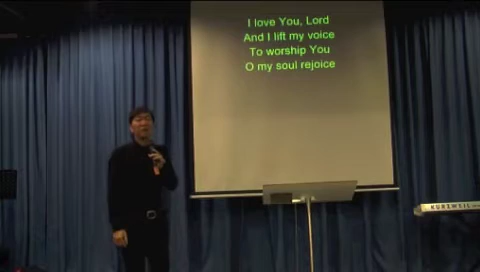 I love You, Lord
And I lift my voice
To worship You
O my soul rejoice
KURZWEIL